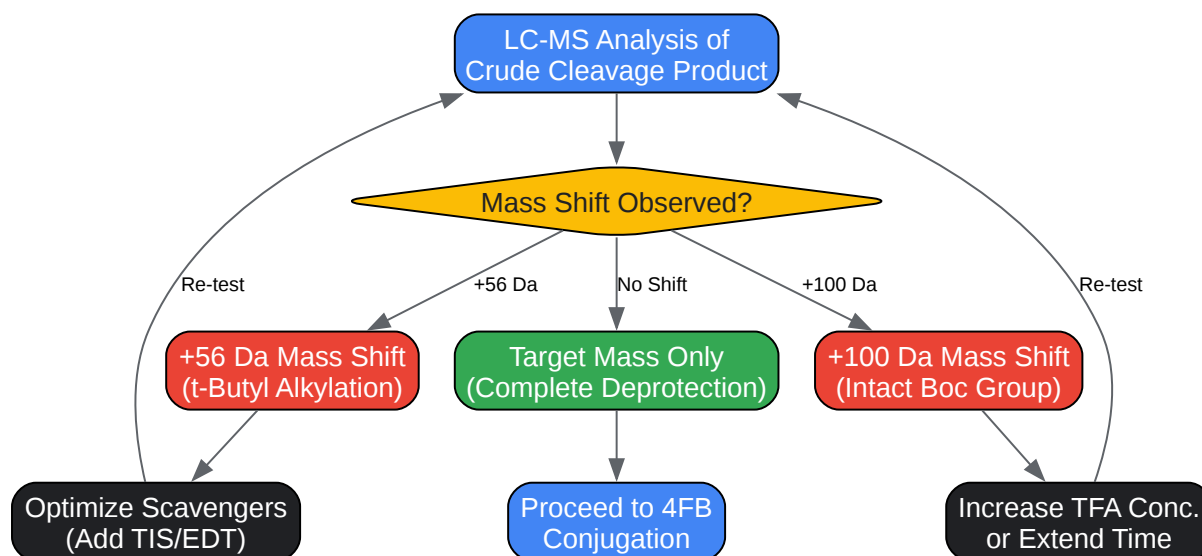 LC-MS Analysis of
Crude Cleavage Product
Mass Shift Observed?
Re-test
+56 Da
No Shift
+100 Da
Re-test
+56 Da Mass Shift
(t-Butyl Alkylation)
Target Mass Only
(Complete Deprotection)
+100 Da Mass Shift
(Intact Boc Group)
Optimize Scavengers
(Add TIS/EDT)
Proceed to 4FB
Conjugation
Increase TFA Conc.
or Extend Time